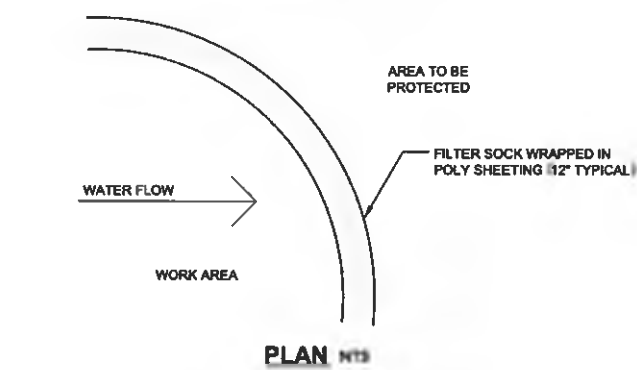 AREA TO BE
PROTECTED
FILTER SOCK WRAPPED IN
POLY SHEETING (12" TYPICAL)
WATER FLOW
WORK AREA
PLAN NTS